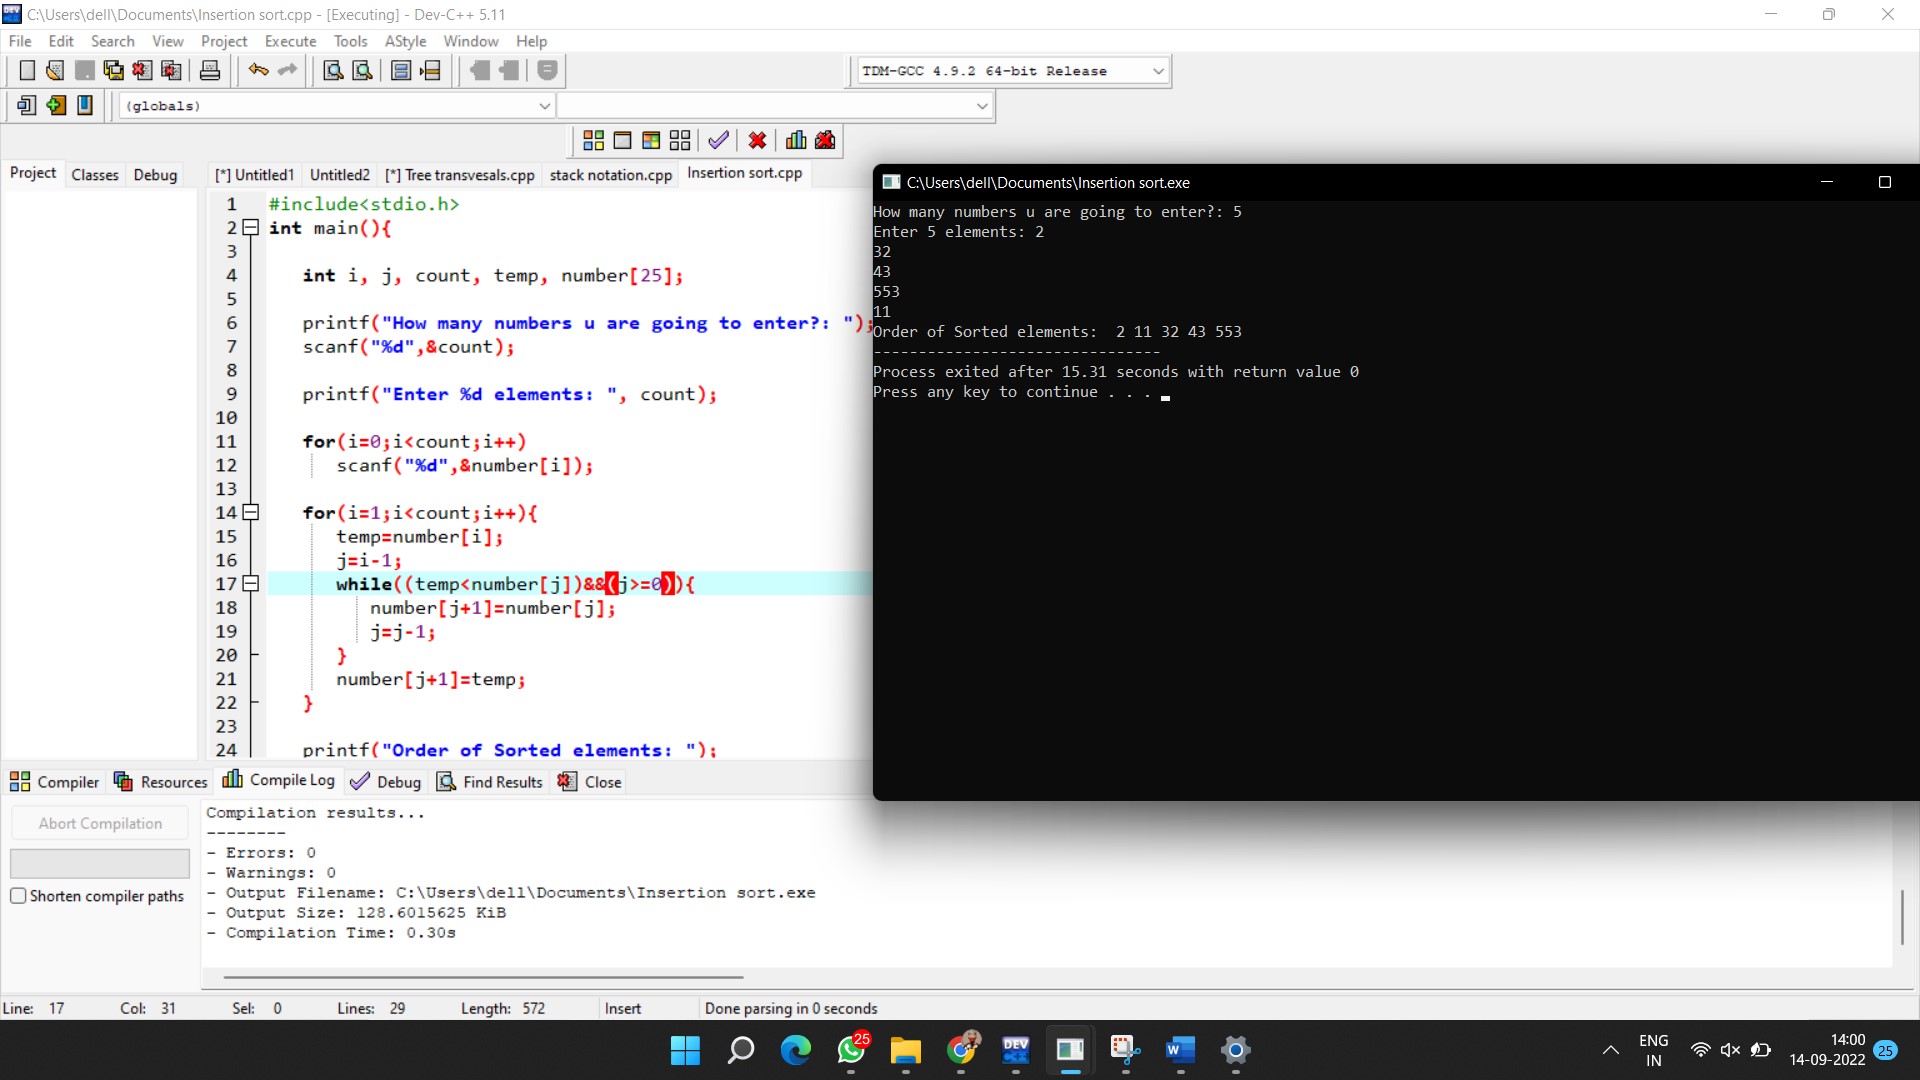 C:\Users\dell\Documents\Insertion sort.cpp - [Executing] - Dev-C++ 5.11
File Edit Search View Project Execute Tools AStyle Window Help
TDM-GCC 4.9.2 64-bit Release
(globals)
Project Classes Debug
[*] Untitled1 Untitled2 [*] Tree transvesals.cpp stack notation.cpp Insertion sort.cpp
1 #include<stdio.h>
2 int main(){
3
4 int i, j, count, temp, number[25];
5
6 printf("How many numbers u are going to enter?: ");
7 scanf("%d",&count);
8
9 printf("Enter %d elements: ", count);
10
11 for(i=0;i<count;i++)
12 scanf("%d",&number[i]);
13
14 for(i=1;i<count;i++){
15 temp=number[i];
16 j=i-1;
17 while((temp<number[j])&&(j>=0)){
18 number[j+1]=number[j];
19 j=j-1;
20 }
21 number[j+1]=temp;
22 }
23
24 printf("Order of Sorted elements: ");
C:\Users\dell\Documents\Insertion sort.exe
How many numbers u are going to enter?: 5
Enter 5 elements: 2
32
43
553
11
Order of Sorted elements:  2 11 32 43 553
--------------------------------
Process exited after 15.31 seconds with return value 0
Press any key to continue . . .
Compiler Resources Compile Log Debug Find Results Close
Abort Compilation
Shorten compiler paths
Compilation results...
--------
- Errors: 0
- Warnings: 0
- Output Filename: C:\Users\dell\Documents\Insertion sort.exe
- Output Size: 128.6015625 KiB
- Compilation Time: 0.30s
Line: 17 Col: 31 Sel: 0 Lines: 29 Length: 572 Insert Done parsing in 0 seconds
25
DEV
C++
W
ENG
IN
14:00
14-09-2022
25